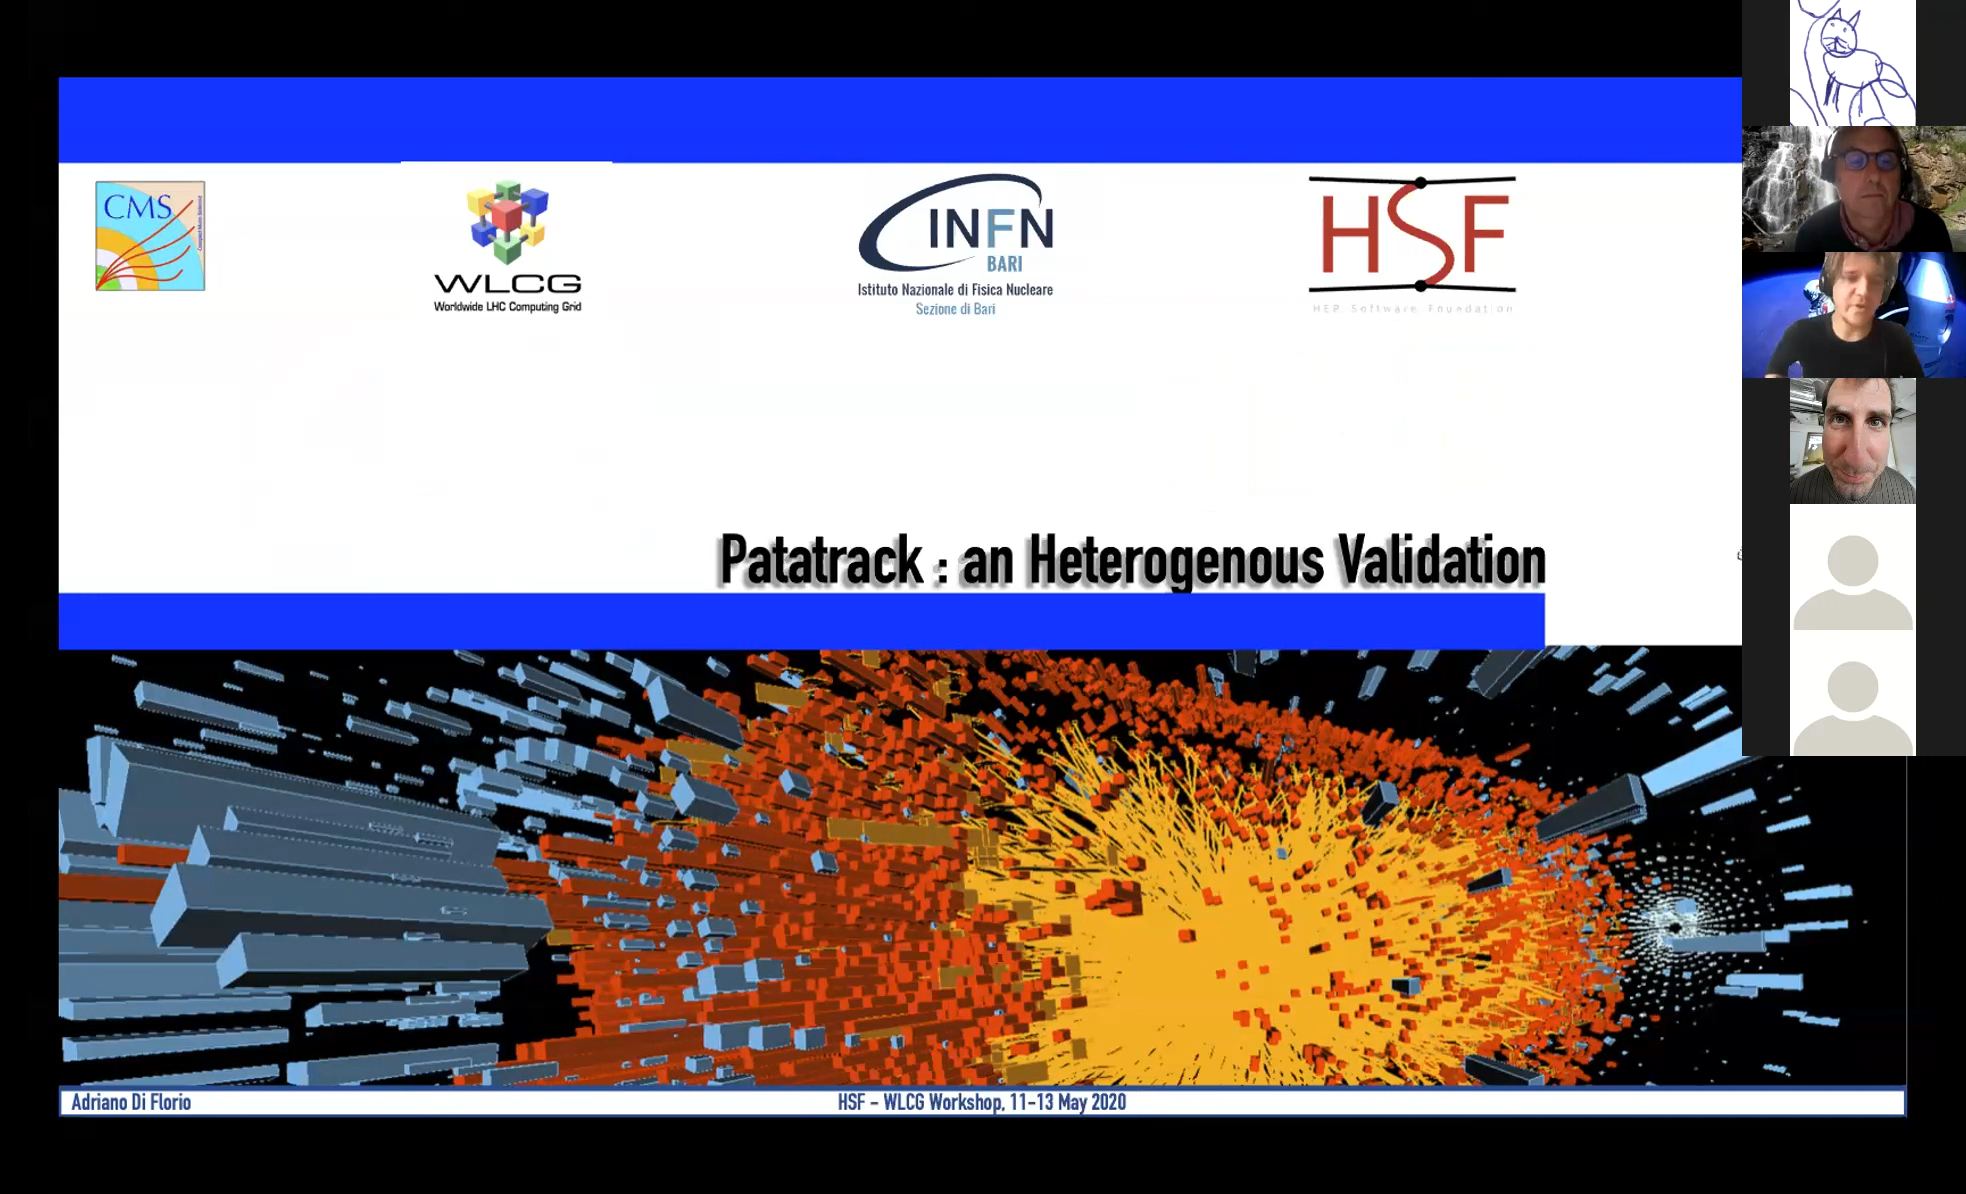 CMS
WLCG
Worldwide LHC Computing Grid
INFN
BARI
Istituto Nazionale di Fisica Nucleare
Sezione di Bari
HSF
HEP Software Foundation
Patatrack : an Heterogenous Validation
Adriano Di Florio
HSF - WLCG Workshop, 11-13 May 2020